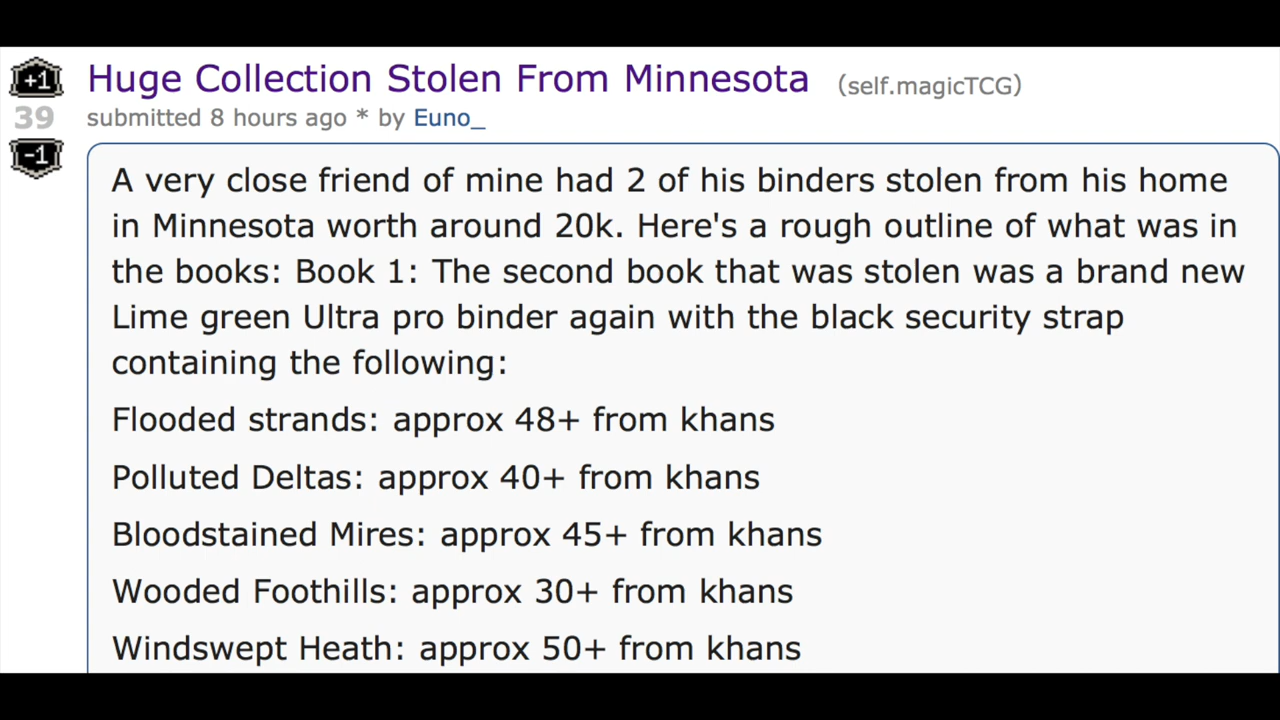 +1
Huge Collection Stolen From Minnesota (self.magicTCG)
39
submitted 8 hours ago * by Euno_
-1
A very close friend of mine had 2 of his binders stolen from his home
in Minnesota worth around 20k. Here's a rough outline of what was in
the books: Book 1: The second book that was stolen was a brand new
Lime green Ultra pro binder again with the black security strap
containing the following:
Flooded strands: approx 48+ from khans
Polluted Deltas: approx 40+ from khans
Bloodstained Mires: approx 45+ from khans
Wooded Foothills: approx 30+ from khans
Windswept Heath: approx 50+ from khans